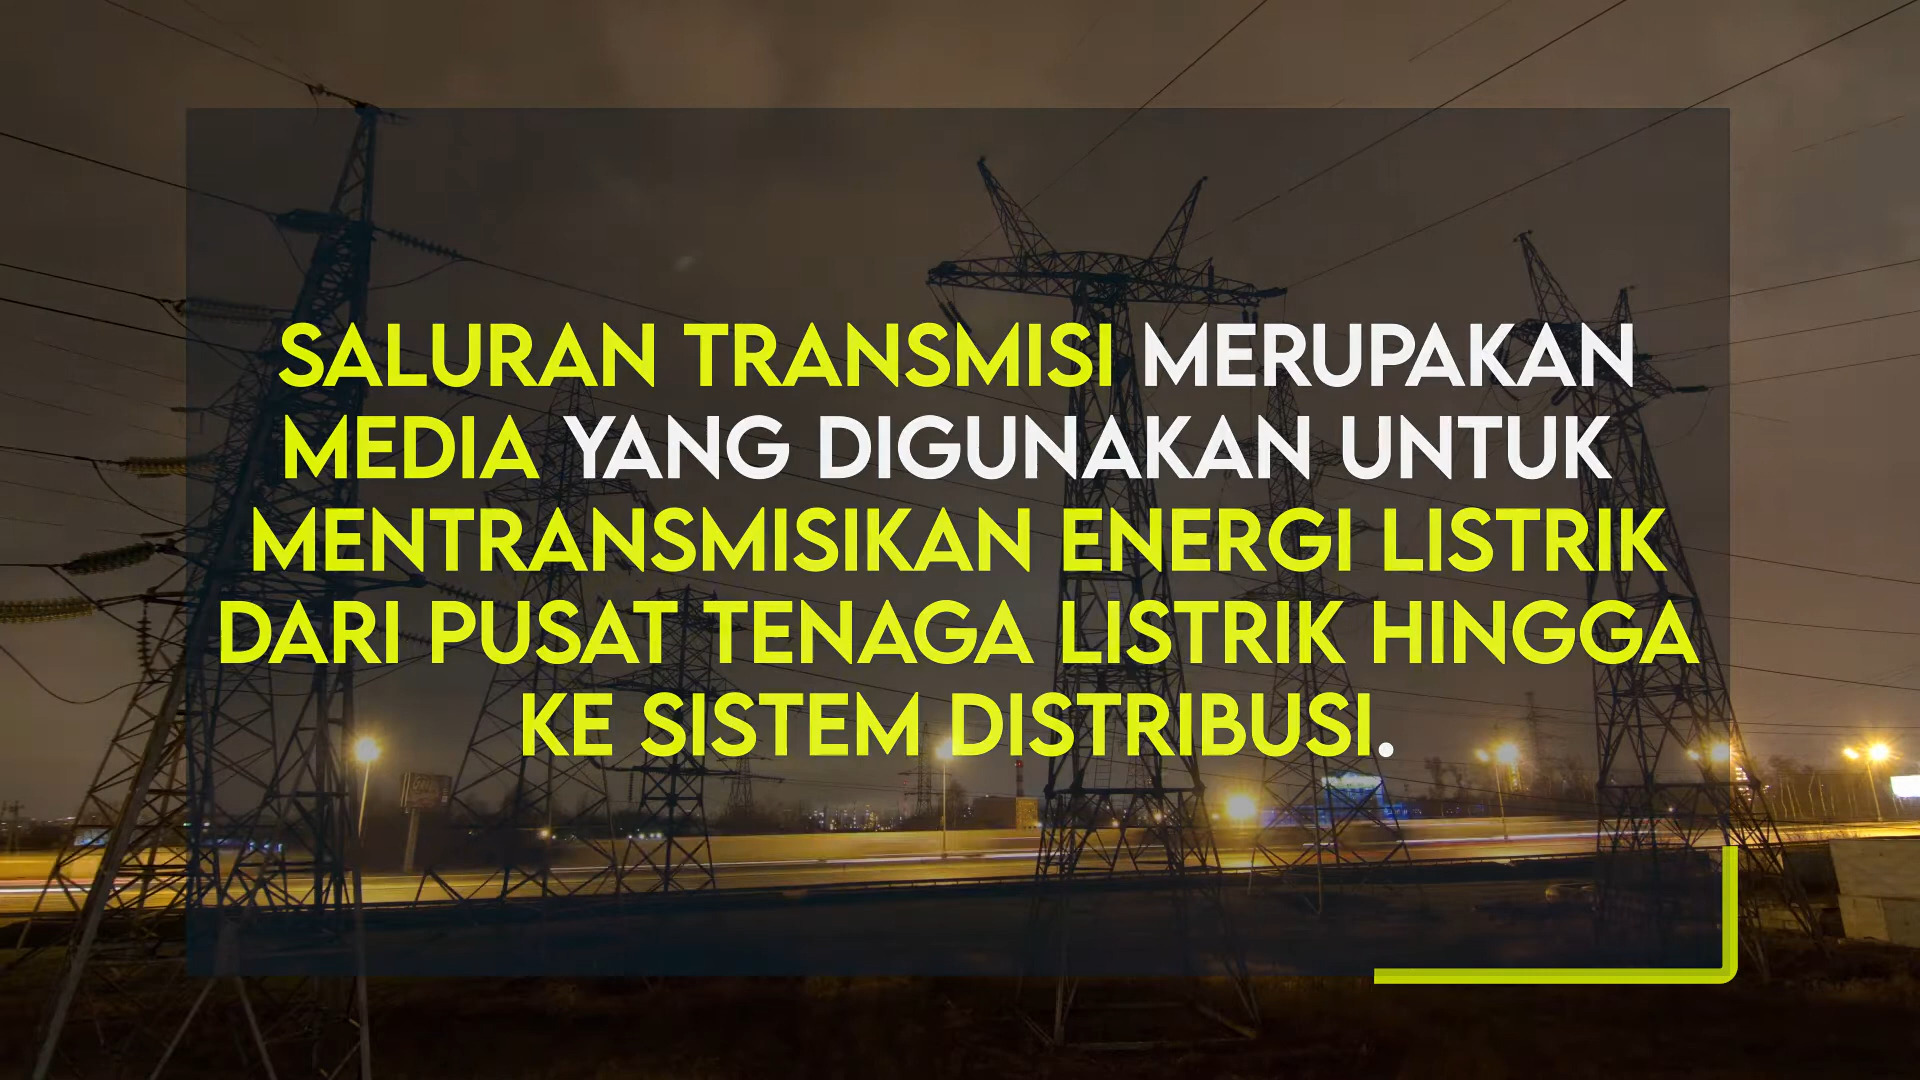 SALURAN TRANSMISI MERUPAKAN
MEDIA YANG DIGUNAKAN UNTUK
MENTRANSMISIKAN ENERGI LISTRIK
DARI PUSAT TENAGA LISTRIK HINGGA
KE SISTEM DISTRIBUSI.